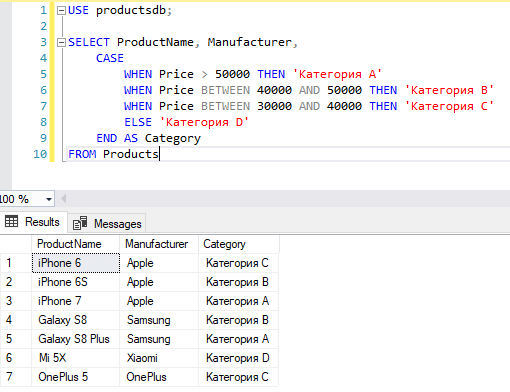 1 USE productsdb;
2
3 SELECT ProductName, Manufacturer,
4 CASE
5 WHEN Price > 50000 THEN 'Категория A'
6 WHEN Price BETWEEN 40000 AND 50000 THEN 'Категория B'
7 WHEN Price BETWEEN 30000 AND 40000 THEN 'Категория C'
8 ELSE 'Категория D'
9 END AS Category
10 FROM Products
100 %
Results Messages
ProductName Manufacturer Category
1 iPhone 6 Apple Категория C
2 iPhone 6S Apple Категория B
3 iPhone 7 Apple Категория A
4 Galaxy S8 Samsung Категория B
5 Galaxy S8 Plus Samsung Категория A
6 Mi 5X Xiaomi Категория D
7 OnePlus 5 OnePlus Категория C